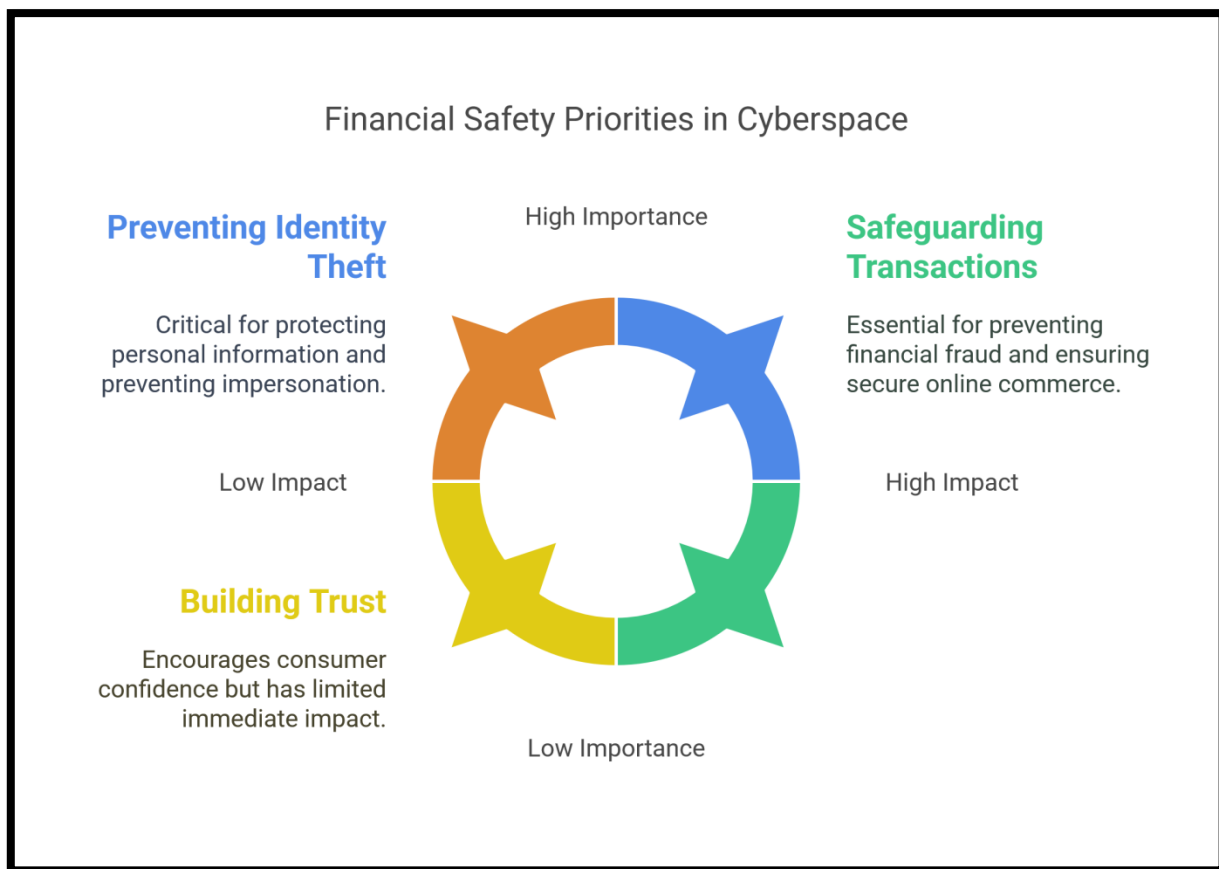 Financial Safety Priorities in Cyberspace
High Importance
Preventing Identity
Theft
Critical for protecting
personal information and
preventing impersonation.
Safeguarding
Transactions
Essential for preventing
financial fraud and ensuring
secure online commerce.
Low Impact
High Impact
Building Trust
Encourages consumer
confidence but has limited
immediate impact.
Low Importance